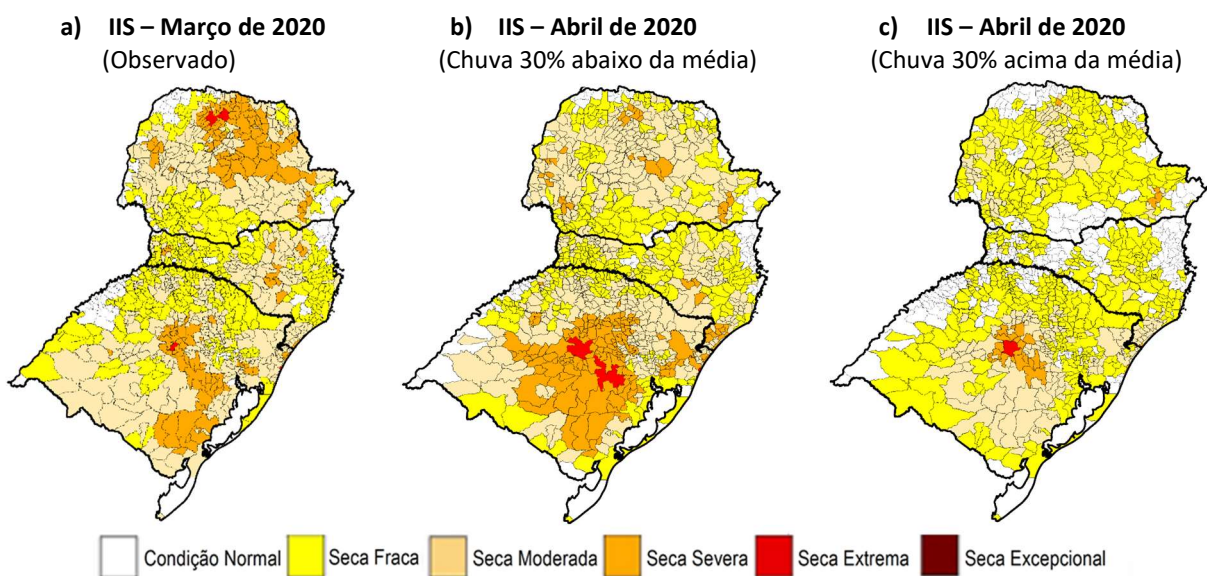 a) IIS – Março de 2020
(Observado)
b) IIS – Abril de 2020
(Chuva 30% abaixo da média)
c) IIS – Abril de 2020
(Chuva 30% acima da média)
Condição Normal
Seca Fraca
Seca Moderada
Seca Severa
Seca Extrema
Seca Excepcional